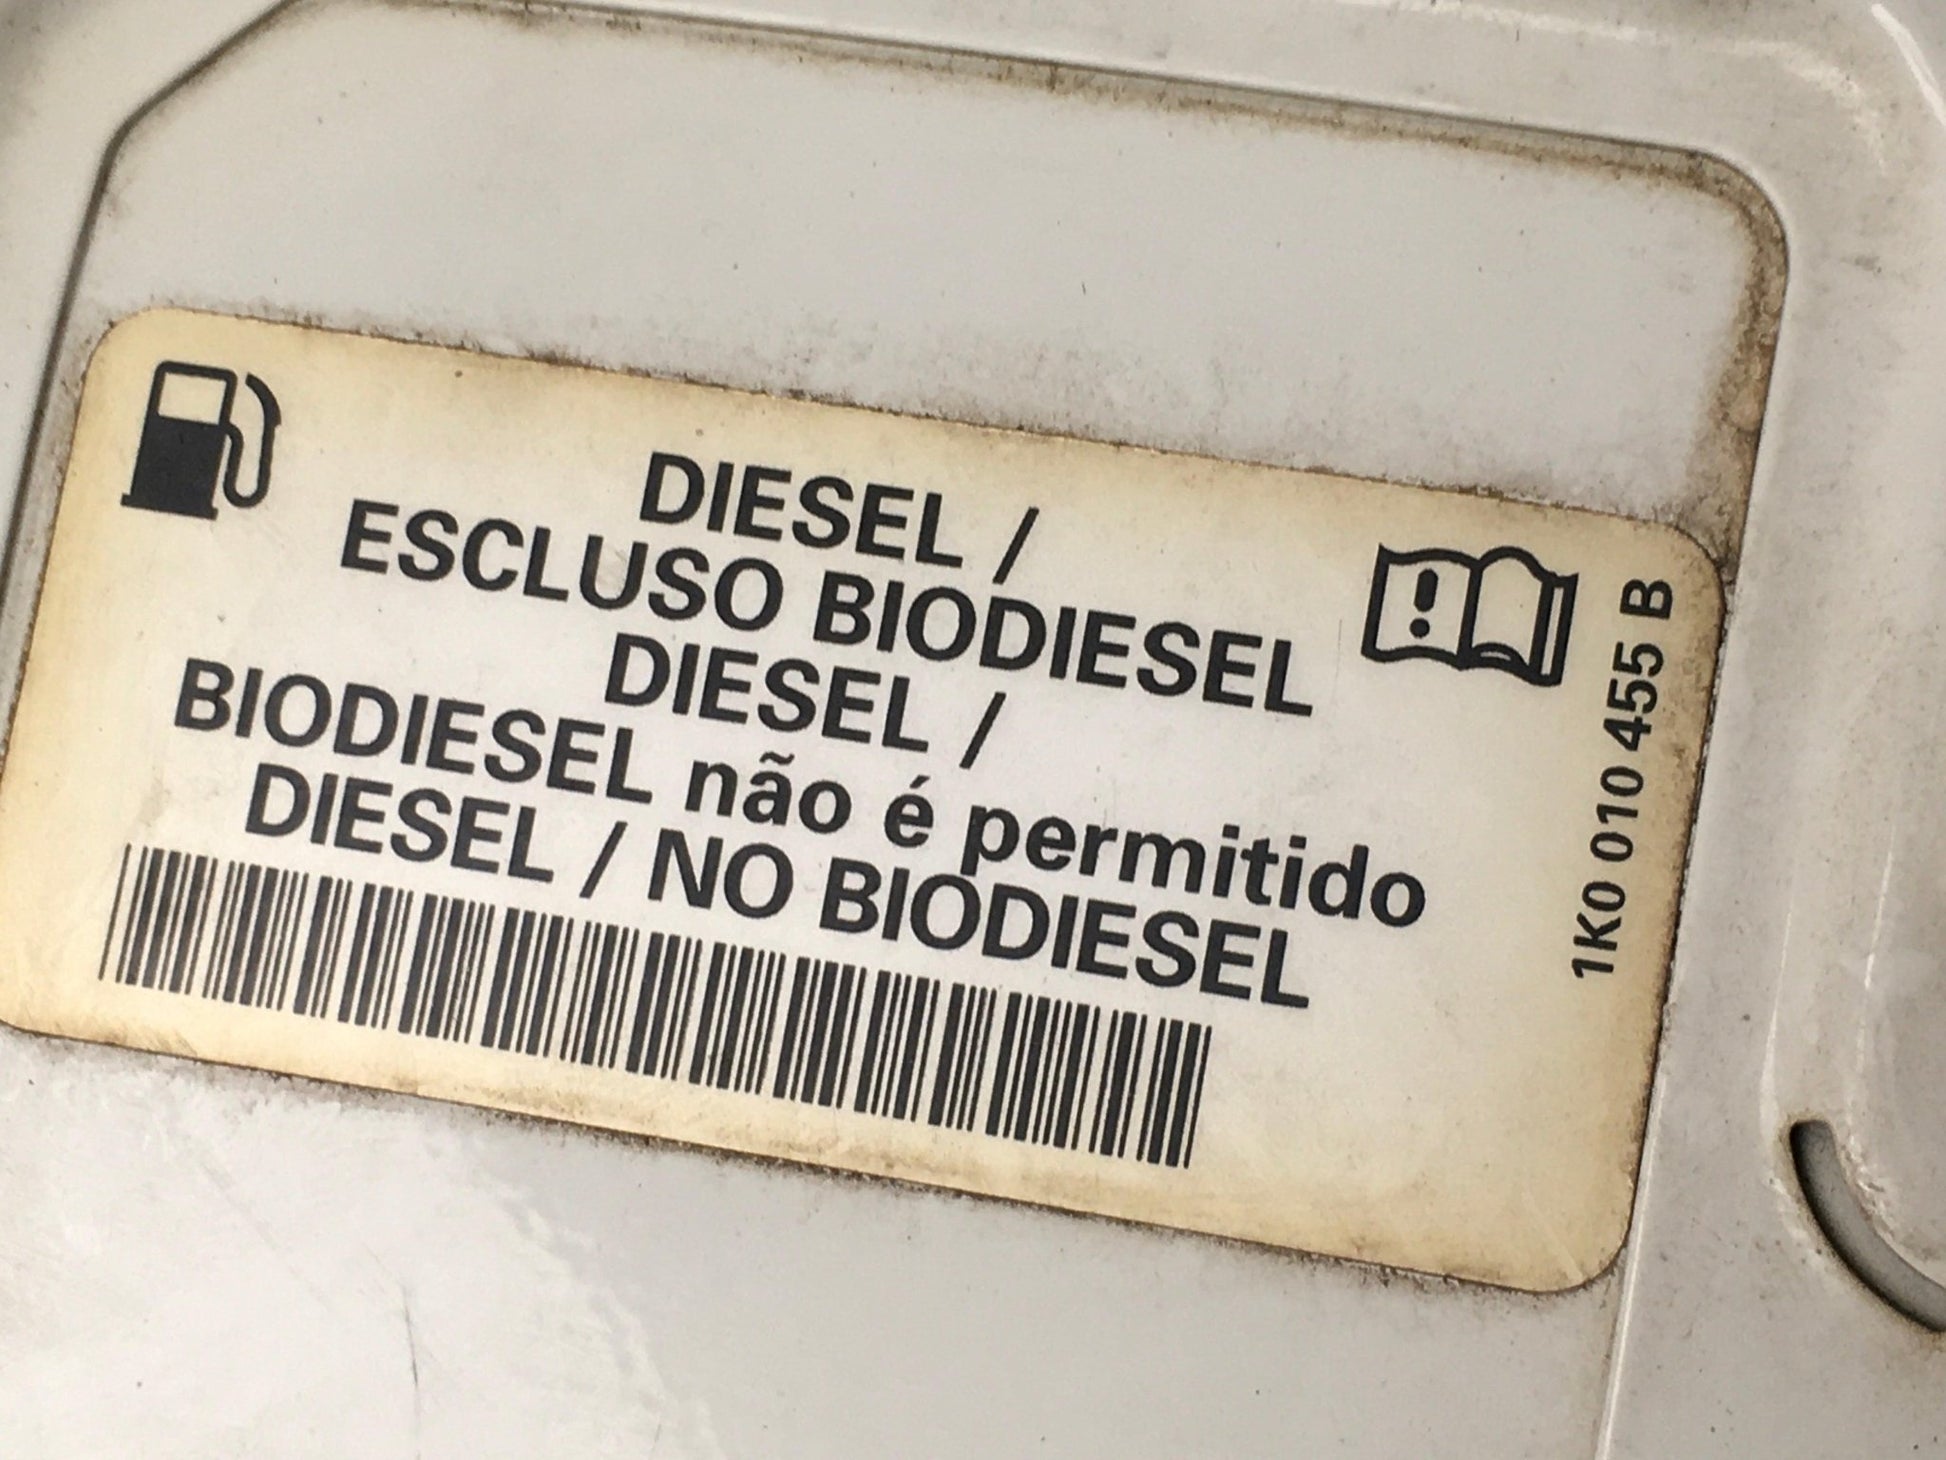 DIESEL /
ESCLUSO BIODIESEL
DIESEL /
BIODIESEL não é permitido
DIESEL / NO BIODIESEL
1K0 010 455 B